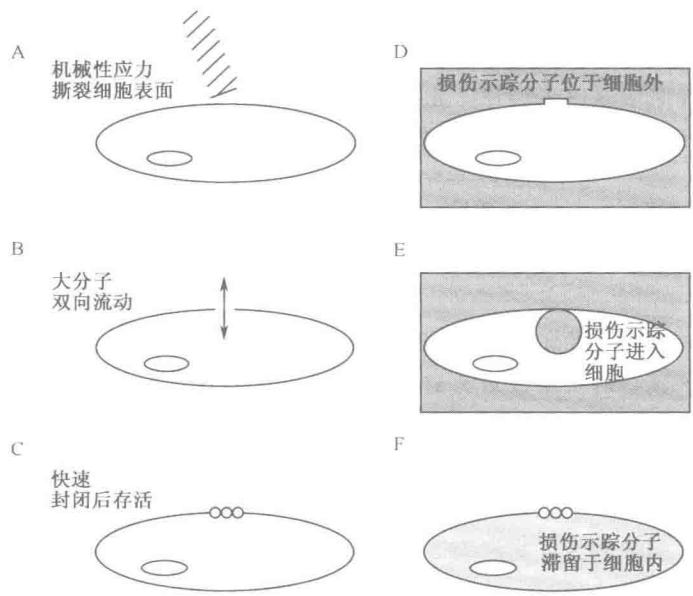 A
机械性应力
撕裂细胞表面
B
大分子
双向流动
C
快速
封闭后存活
D
损伤示踪分子位于细胞外
E
损伤示踪
分子进入
细胞
F
损伤示踪分子
滞留于细胞内